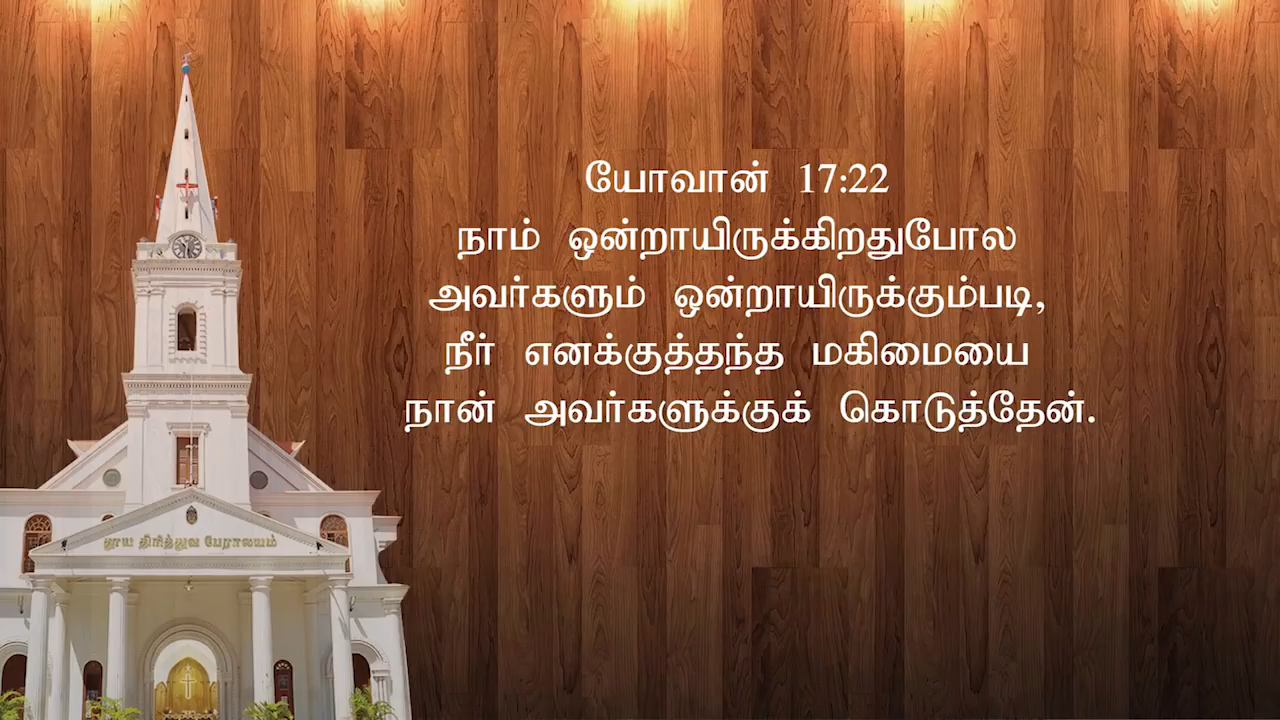 யோவான் 17:22
நாம் ஒன்றாயிருக்கிறதுபோல
அவர்களும் ஒன்றாயிருக்கும்படி,
நீர் எனக்குத்தந்த மகிமையை
நான் அவர்களுக்குக் கொடுத்தேன்.
தூய திரித்துவ பேராலயம்